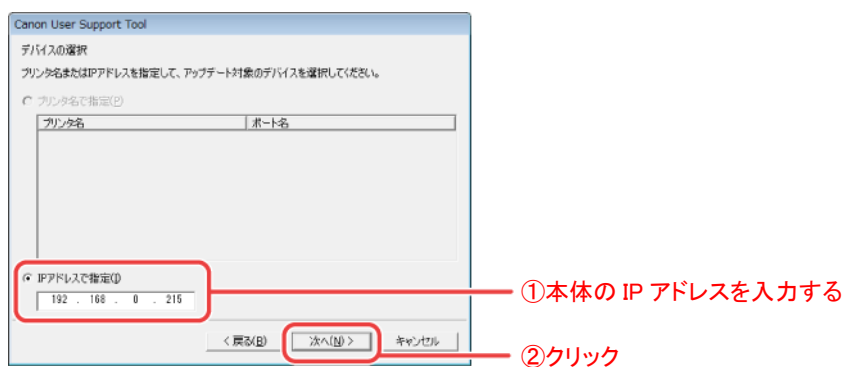 Canon User Support Tool
デバイスの選択
プリンタ名またはIPアドレスを指定して、アップデート対象のデバイスを選択してください。
プリンタ名で指定(P)
プリンタ名 ポート名
IPアドレスで指定(I)
192 . 168 . 0 . 215
①本体の IP アドレスを入力する
< 戻る(B) 次へ(N) > キャンセル
②クリック